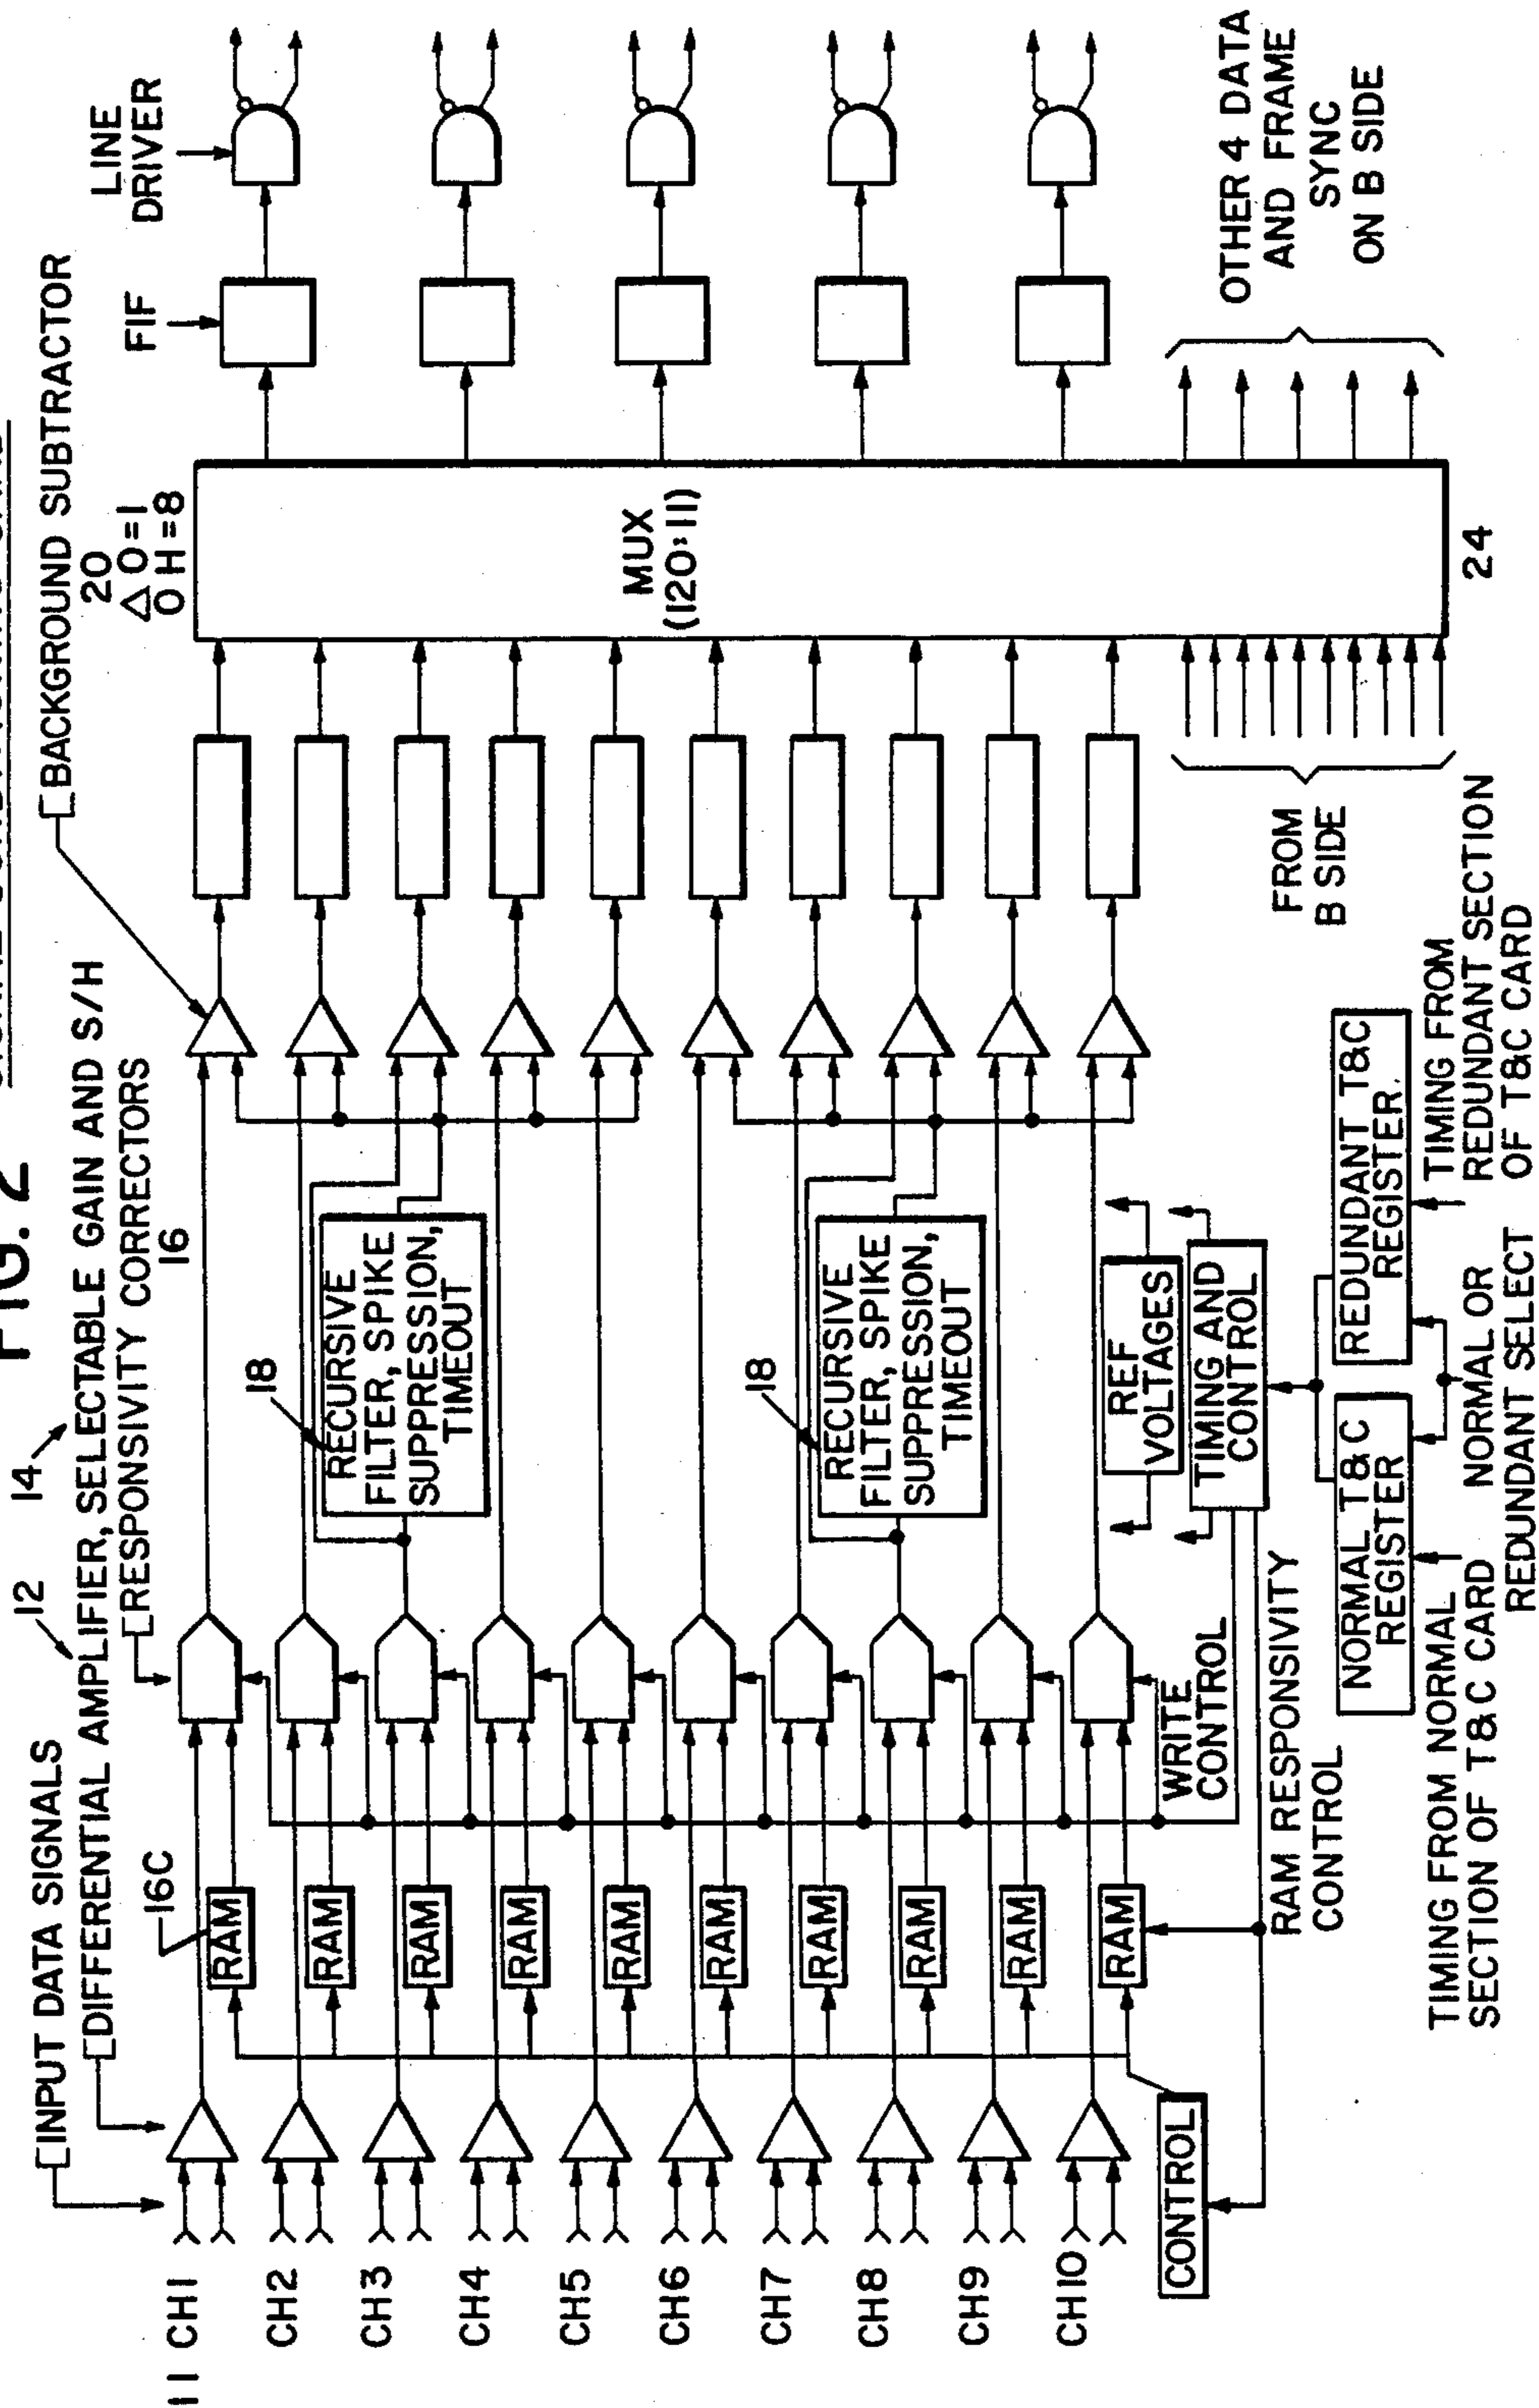 FIG. 2
INPUT DATA SIGNALS
12
14
DIFFERENTIAL AMPLIFIER, SELECTABLE GAIN AND S/H
RESPONSIVITY CORRECTORS
16
BACKGROUND SUBTRACTOR
20
△ O=1
O H=8
FIF
LINE
DRIVER
11
CH1
CH2
CH3
CH4
CH5
CH6
CH7
CH8
CH9
CH10
16C
RAM
RAM
RAM
RAM
RAM
RAM
RAM
RAM
RAM
RAM
18
RECURSIVE
FILTER, SPIKE
SUPPRESSION,
TIMEOUT
18
RECURSIVE
FILTER, SPIKE
SUPPRESSION,
TIMEOUT
MUX
(120:11)
24
CONTROL
WRITE
CONTROL
RAM RESPONSIVITY
CONTROL
REF
VOLTAGES
TIMING AND
CONTROL
NORMAL T&C
REGISTER
REDUNDANT T&C
REGISTER
TIMING FROM NORMAL
SECTION OF T&C CARD
NORMAL OR
REDUNDANT SELECT
TIMING FROM
REDUNDANT SECTION
OF T&C CARD
FROM
B SIDE
OTHER 4 DATA
AND FRAME
SYNC
ON B SIDE